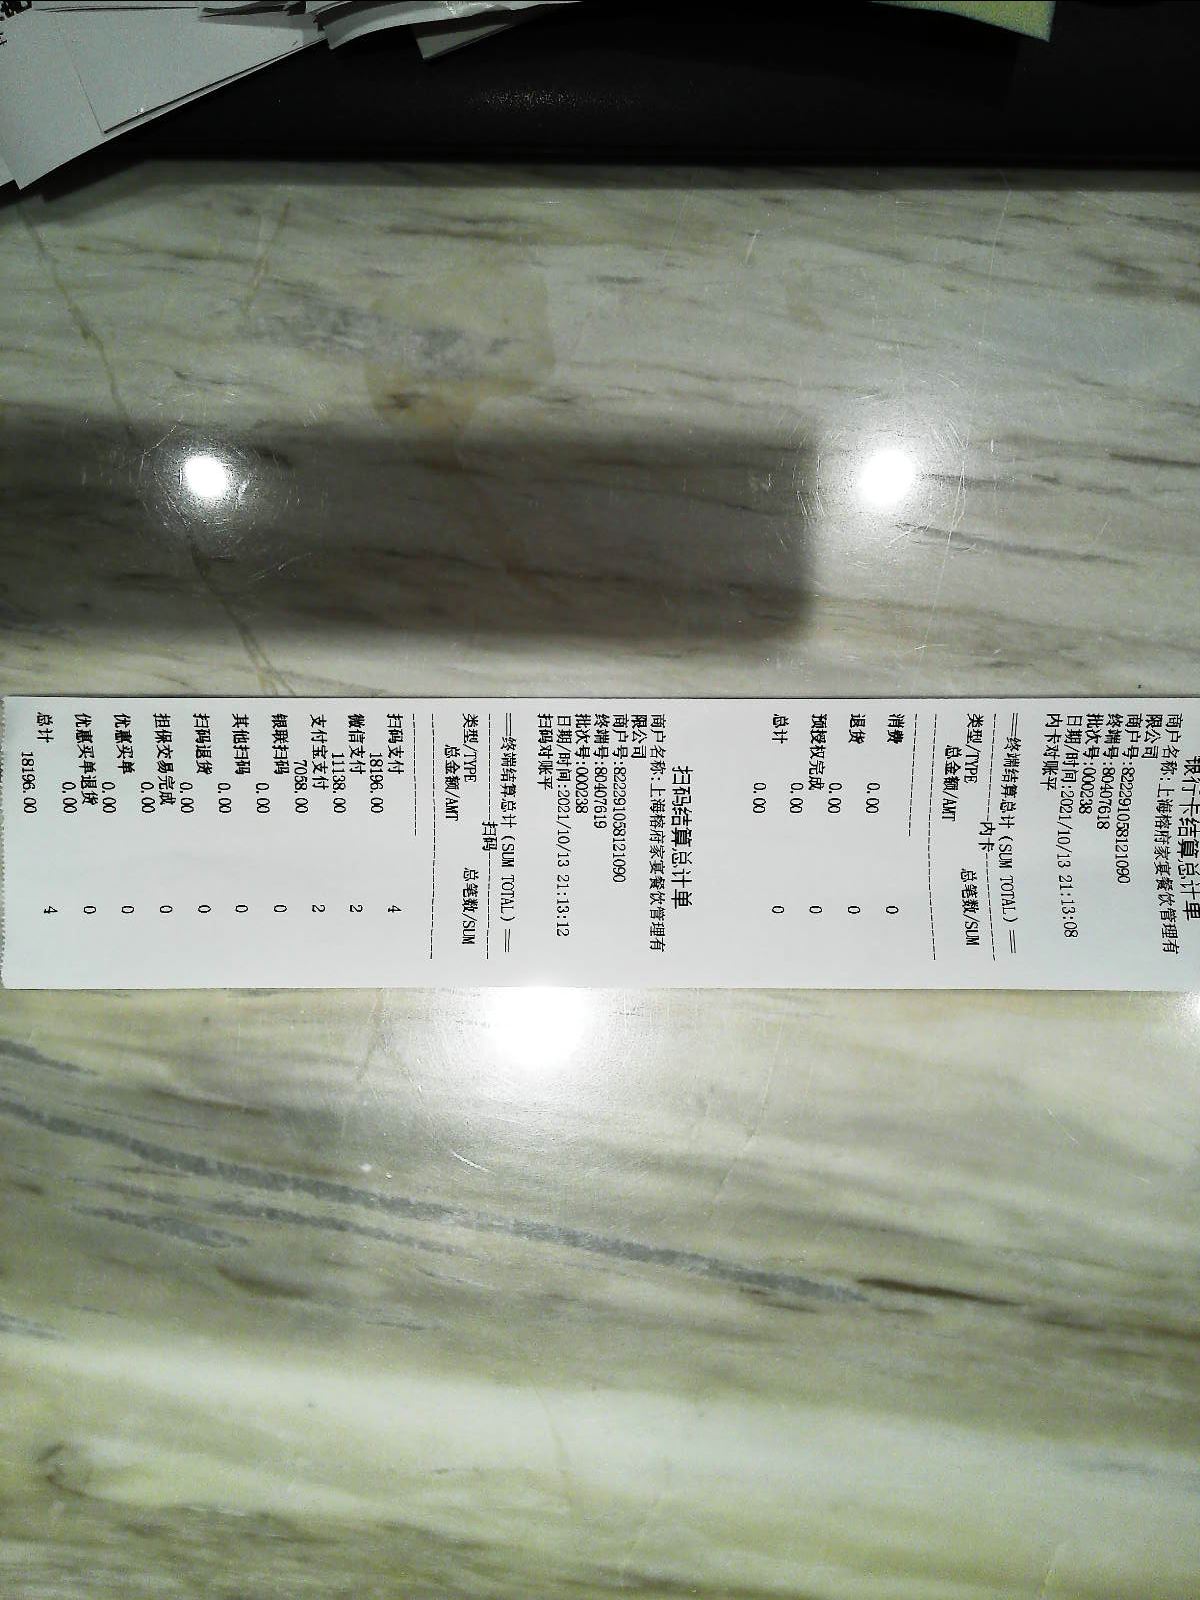 银行卡结算总计单
商户名称:上海榕府家宴餐饮管理有
限公司
商户号:822291058121090
终端号:80407618
批次号:000238
日期/时间:2021/10/13 21:13:08
内卡对账平
===终端结算总计(SUM TOTAL)===
----------内卡----------
类型/TYPE 总笔数/SUM
总金额/AMT
消费 0
0.00
退货 0
0.00
预授权完成 0
0.00
总计 0
0.00
扫码结算总计单
商户名称:上海榕府家宴餐饮管理有
限公司
商户号:822291058121090
终端号:80407619
批次号:000238
日期/时间:2021/10/13 21:13:12
扫码对账平
===终端结算总计(SUM TOTAL)===
----------扫码----------
类型/TYPE 总笔数/SUM
总金额/AMT
扫码支付 4
18196.00
微信支付 2
11138.00
支付宝支付 2
7058.00
银联扫码 0
0.00
其他扫码 0
0.00
扫码退货 0
0.00
担保交易完成 0
0.00
优惠买单 0
0.00
优惠买单退货 0
0.00
总计 4
18196.00